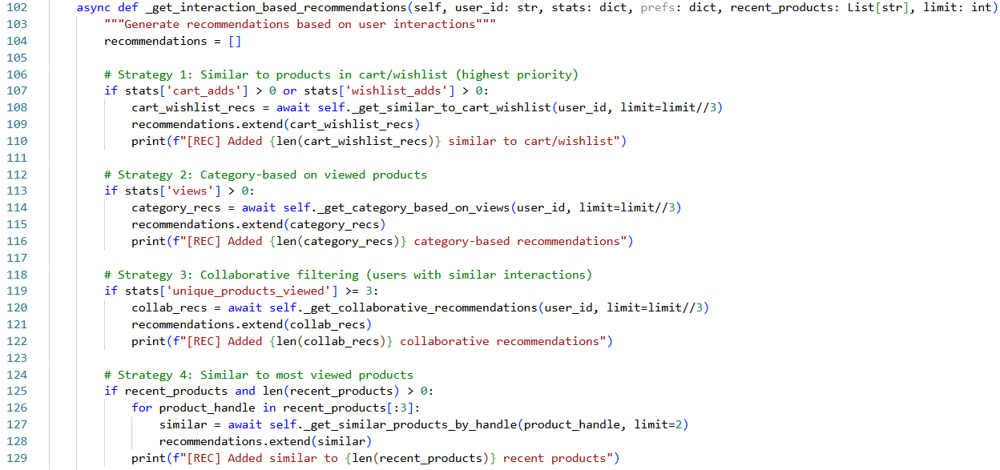 102 async def _get_interaction_based_recommendations(self, user_id: str, stats: dict, prefs: dict, recent_products: List[str], limit: int)
103 """Generate recommendations based on user interactions"""
104 recommendations = []
105
106 # Strategy 1: Similar to products in cart/wishlist (highest priority)
107 if stats['cart_adds'] > 0 or stats['wishlist_adds'] > 0:
108 cart_wishlist_recs = await self._get_similar_to_cart_wishlist(user_id, limit=limit//3)
109 recommendations.extend(cart_wishlist_recs)
110 print(f"[REC] Added {len(cart_wishlist_recs)} similar to cart/wishlist")
111
112 # Strategy 2: Category-based on viewed products
113 if stats['views'] > 0:
114 category_recs = await self._get_category_based_on_views(user_id, limit=limit//3)
115 recommendations.extend(category_recs)
116 print(f"[REC] Added {len(category_recs)} category-based recommendations")
117
118 # Strategy 3: Collaborative filtering (users with similar interactions)
119 if stats['unique_products_viewed'] >= 3:
120 collab_recs = await self._get_collaborative_recommendations(user_id, limit=limit//3)
121 recommendations.extend(collab_recs)
122 print(f"[REC] Added {len(collab_recs)} collaborative recommendations")
123
124 # Strategy 4: Similar to most viewed products
125 if recent_products and len(recent_products) > 0:
126 for product_handle in recent_products[:3]:
127 similar = await self._get_similar_products_by_handle(product_handle, limit=2)
128 recommendations.extend(similar)
129 print(f"[REC] Added similar to {len(recent_products)} recent products")